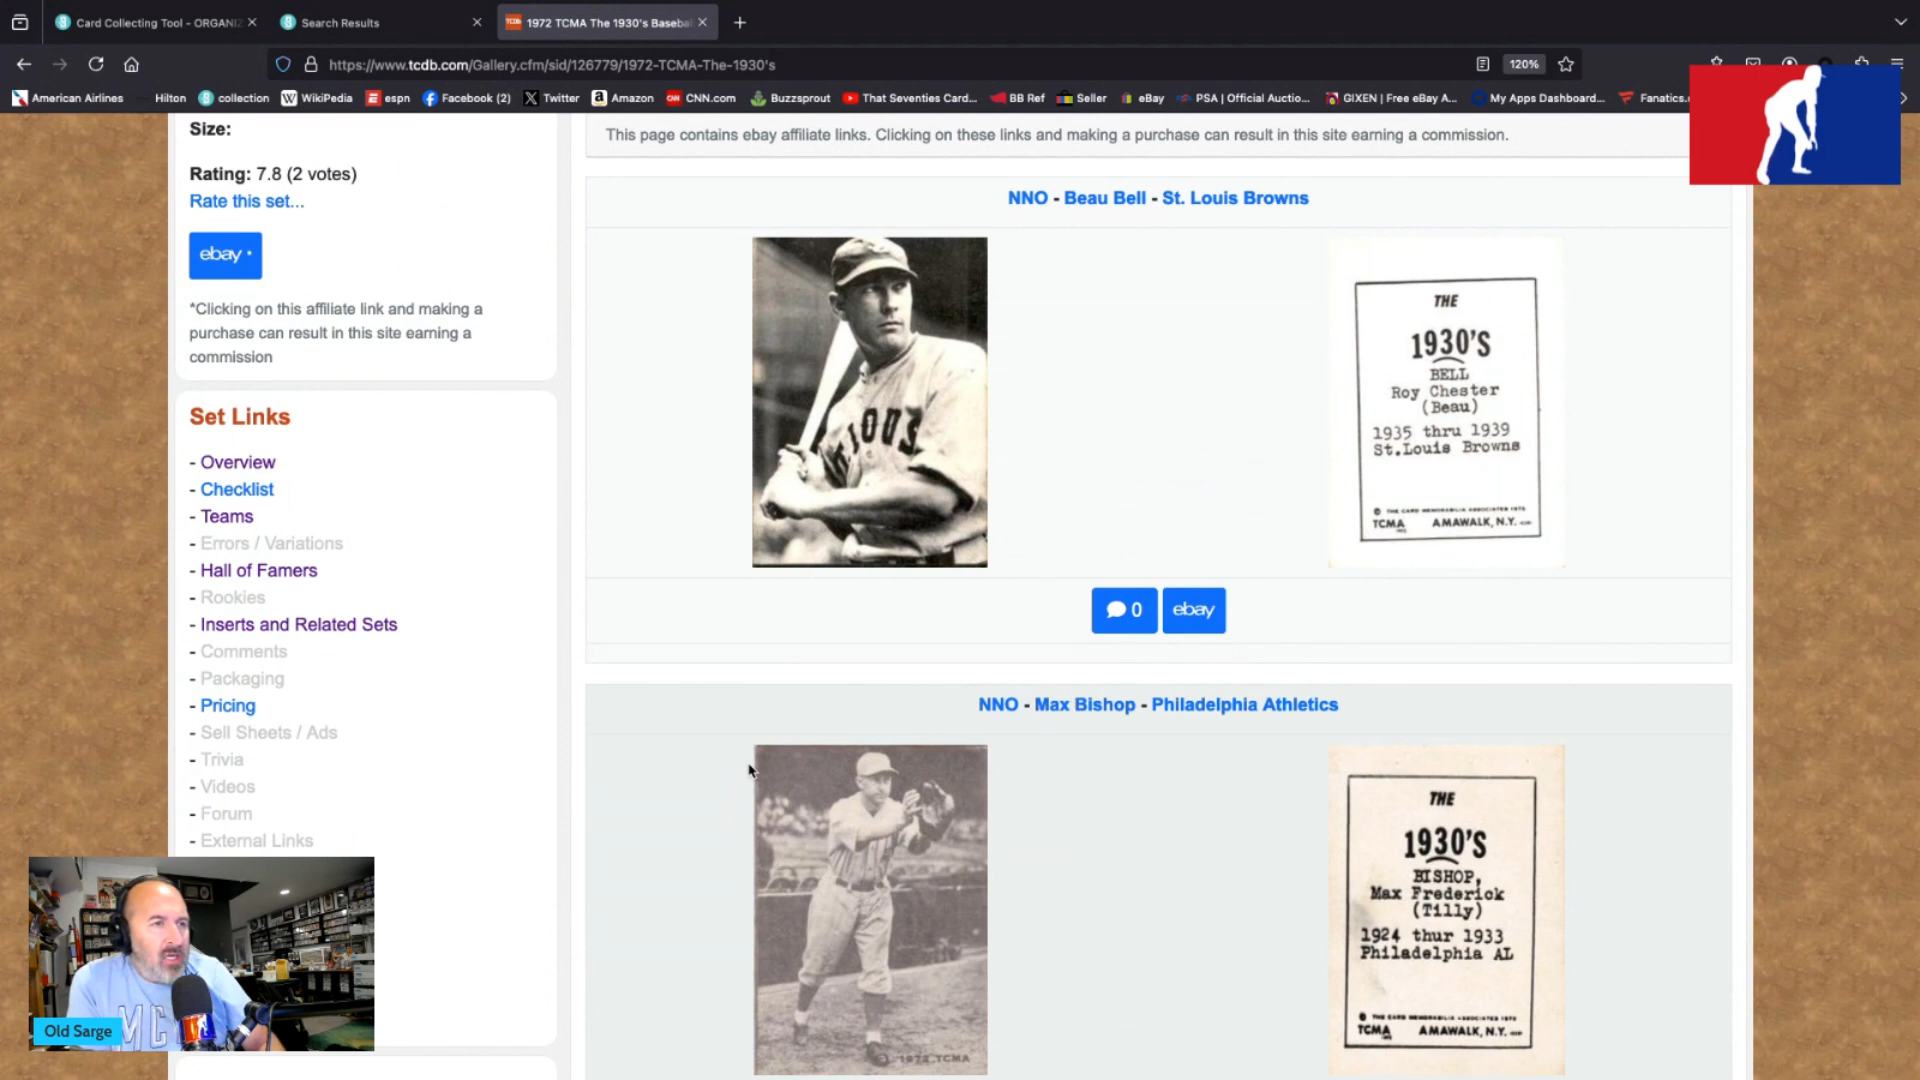 Card Collecting Tool - ORGANI
Search Results
1972 TCMA The 1930's Baseba
https://www.tcdb.com/Gallery.cfm/sid/126779/1972-TCMA-The-1930's
120%
American Airlines
Hilton
collection
WikiPedia
espn
Facebook (2)
Twitter
Amazon
CNN.com
Buzzsprout
That Seventies Card...
BB Ref
Seller
eBay
PSA | Official Auctio...
GIXEN | Free eBay A...
My Apps Dashboard...
Fanatics.
Size:
Rating: 7.8 (2 votes)
Rate this set...
ebay *
*Clicking on this affiliate link and making a
purchase can result in this site earning a
commission
Set Links
- Overview
- Checklist
- Teams
- Errors / Variations
- Hall of Famers
- Rookies
- Inserts and Related Sets
- Comments
- Packaging
- Pricing
- Sell Sheets / Ads
- Trivia
- Videos
- Forum
- External Links
Old Sarge
This page contains ebay affiliate links. Clicking on these links and making a purchase can result in this site earning a commission.
NNO - Beau Bell - St. Louis Browns
THE
1930'S
BELL
Roy Chester
(Beau)
1935 thru 1939
St.Louis Browns
TCMA AMAWALK, N.Y.
0
ebay
NNO - Max Bishop - Philadelphia Athletics
© 1972 TCMA
THE
1930'S
BISHOP,
Max Frederick
(Tilly)
1924 thur 1933
Philadelphia AL
TCMA AMAWALK, N.Y.